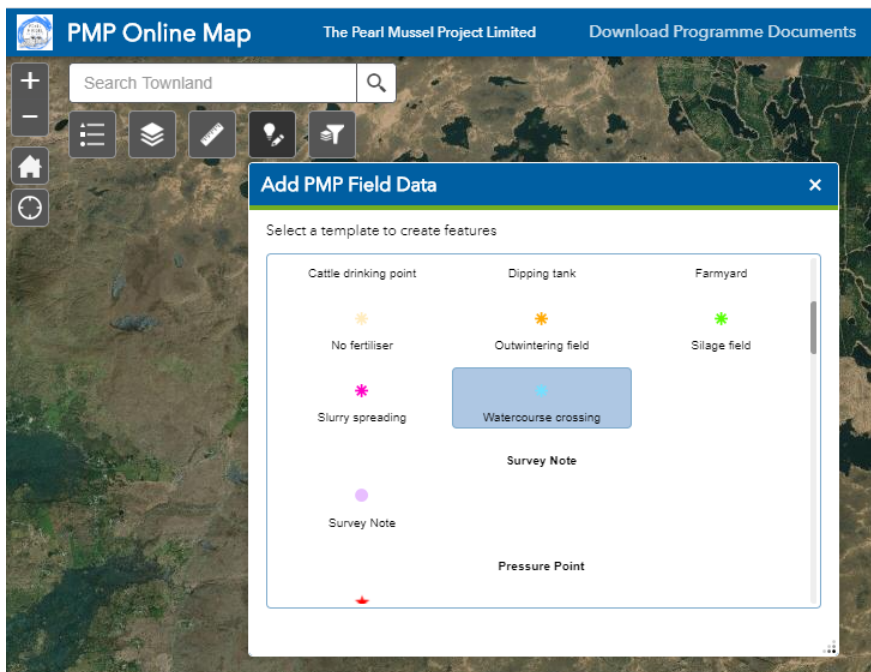 PMP Online Map
The Pearl Mussel Project Limited
Download Programme Documents
Search Townland
Add PMP Field Data
Select a template to create features
Cattle drinking point
Dipping tank
Farmyard
No fertiliser
Outwintering field
Silage field
Slurry spreading
Watercourse crossing
Survey Note
Survey Note
Pressure Point